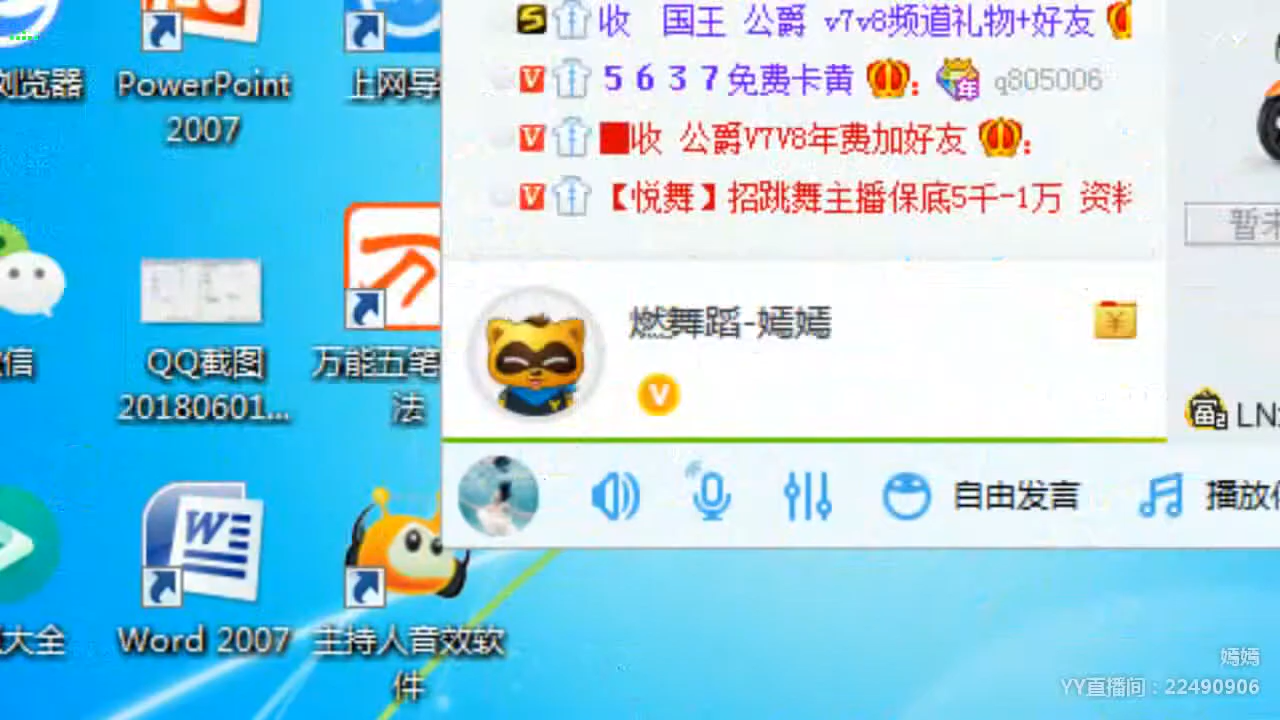 收 国王 公爵 v7v8频道礼物+好友
5 6 3 7免费卡黄 ： 年 q805006
收 公爵V7V8年费加好友 ：
【悦舞】招跳舞主播保底5千-1万 资料
浏览器
PowerPoint
2007
上网导
暂未
燃舞蹈-嫣嫣
微信
QQ截图
20180601...
万能五笔
法
富2 LN
自由发言
播放
大全
Word 2007
主持人音效软
件
嫣嫣
YY直播间：22490906